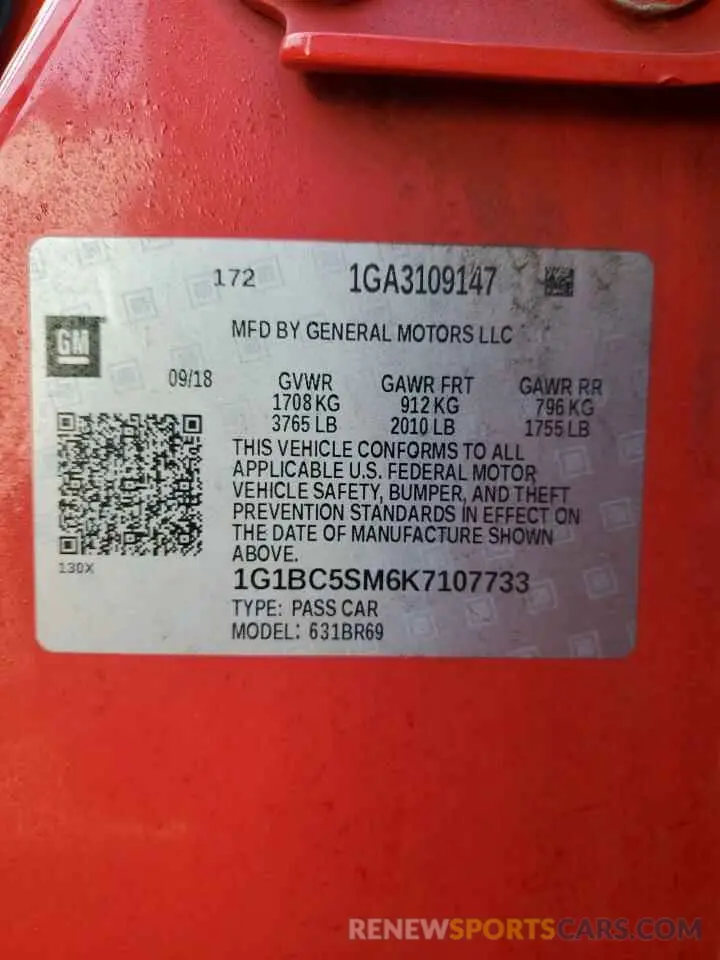 172 1GA3109147
MFD BY GENERAL MOTORS LLC
GM
09/18 GVWR GAWR FRT GAWR RR
1708 KG 912 KG 796 KG
3765 LB 2010 LB 1755 LB
THIS VEHICLE CONFORMS TO ALL
APPLICABLE U.S. FEDERAL MOTOR
VEHICLE SAFETY, BUMPER, AND THEFT
PREVENTION STANDARDS IN EFFECT ON
THE DATE OF MANUFACTURE SHOWN
ABOVE.
130X
1G1BC5SM6K7107733
TYPE: PASS CAR
MODEL: 631BR69
RENEWSPORTSCARS.COM